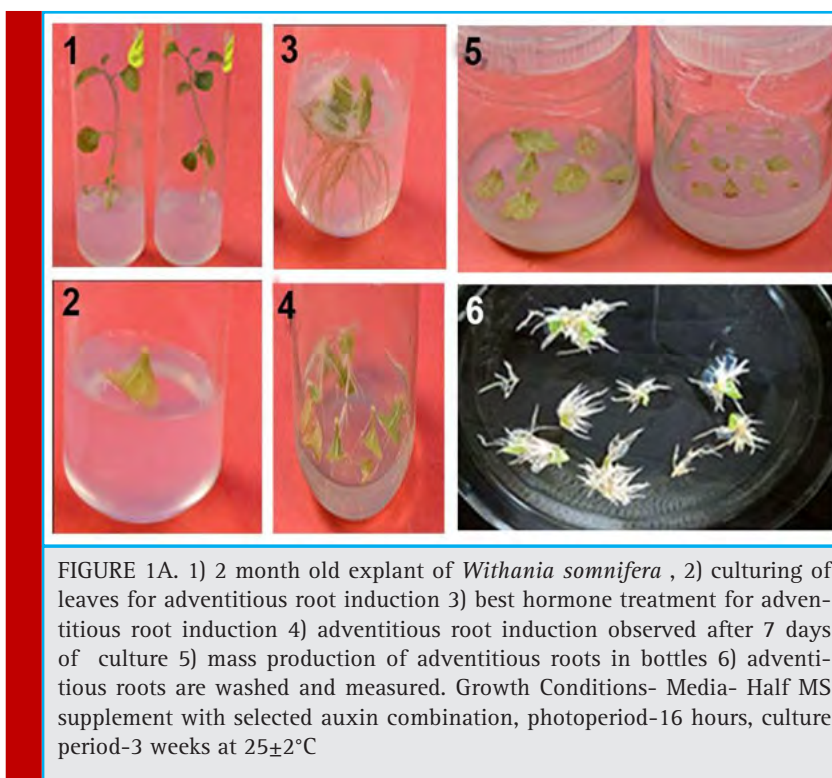 1
3
5
2
4
6
FIGURE 1A. 1) 2 month old explant of Withania somnifera , 2) culturing of
leaves for adventitious root induction 3) best hormone treatment for adven-
titious root induction 4) adventitious root induction observed after 7 days
of culture 5) mass production of adventitious roots in bottles 6) adventi-
tious roots are washed and measured. Growth Conditions- Media- Half MS
supplement with selected auxin combination, photoperiod-16 hours, culture
period-3 weeks at 25±2°C